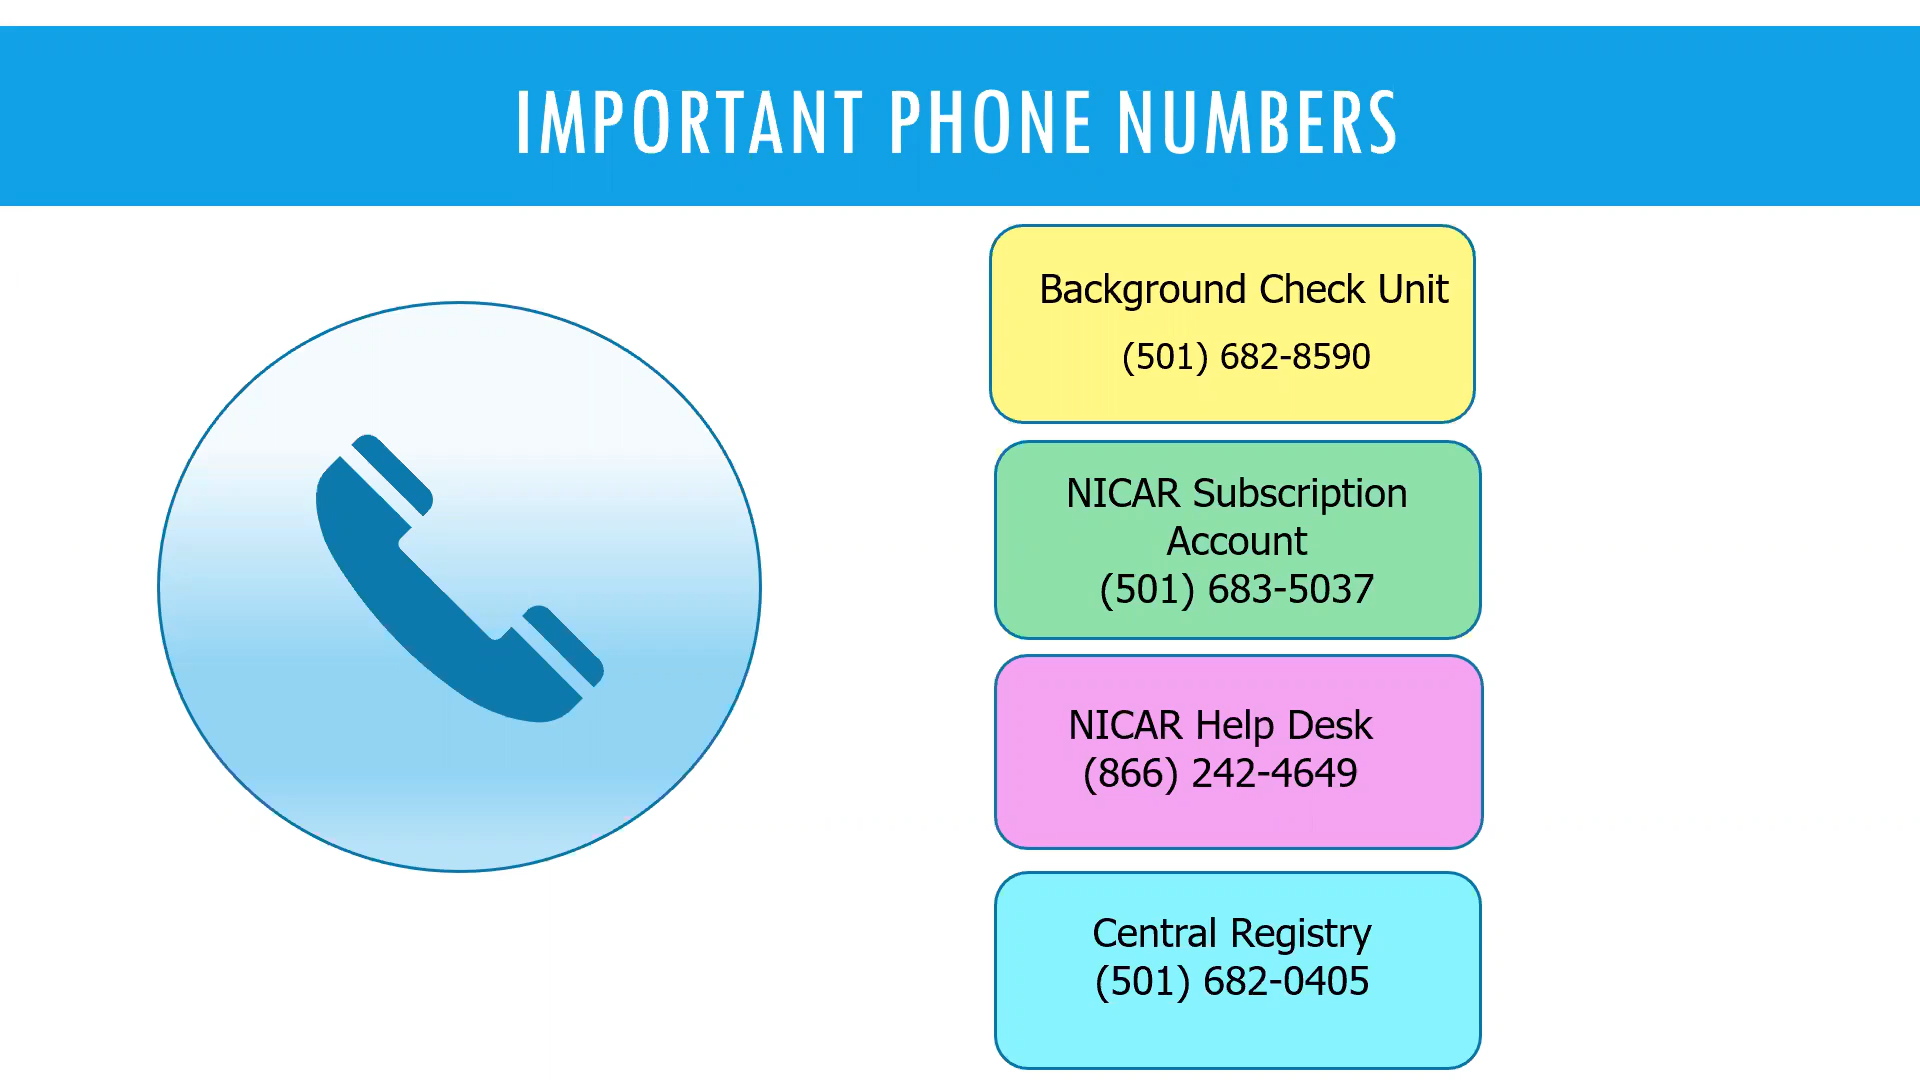 IMPORTANT PHONE NUMBERS
Background Check Unit
(501) 682-8590
NICAR Subscription
Account
(501) 683-5037
NICAR Help Desk
(866) 242-4649
Central Registry
(501) 682-0405